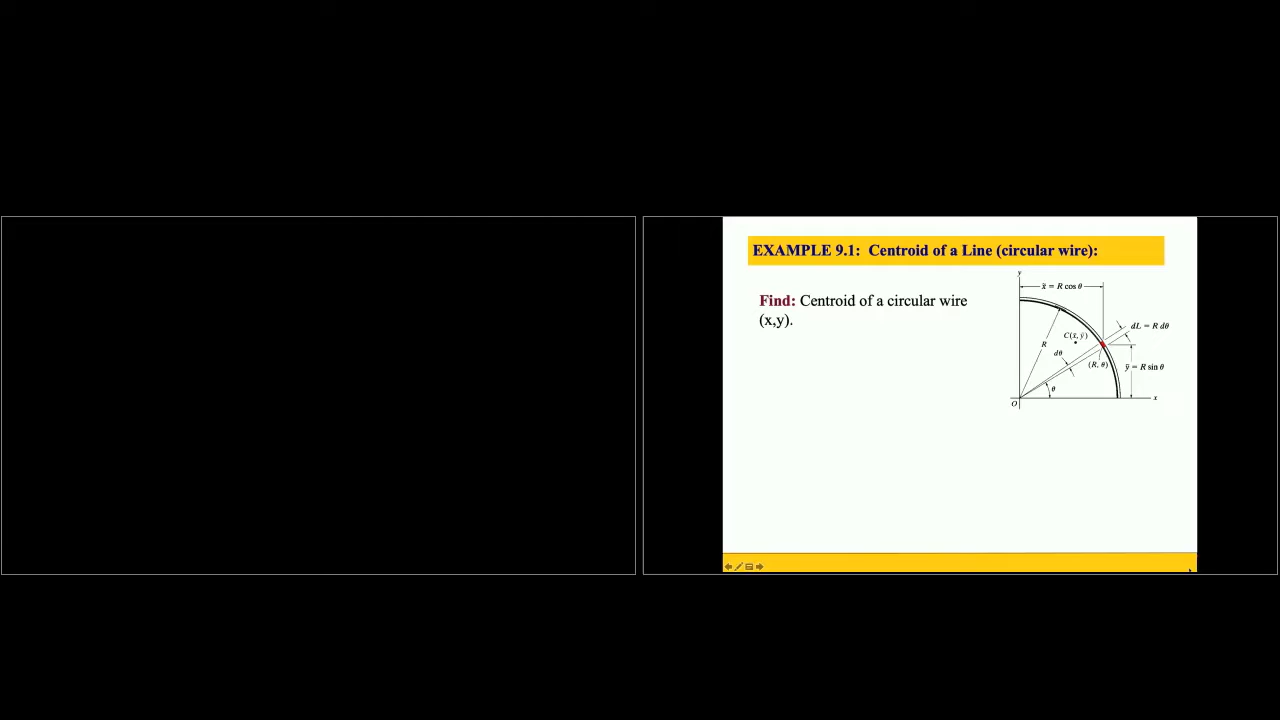 EXAMPLE 9.1: Centroid of a Line (circular wire):
Find: Centroid of a circular wire
(x,y).
y
x̃ = R cos θ
dL = R dθ
C(x̄, ȳ)
R
dθ
(R, θ)
ỹ = R sin θ
θ
O
x